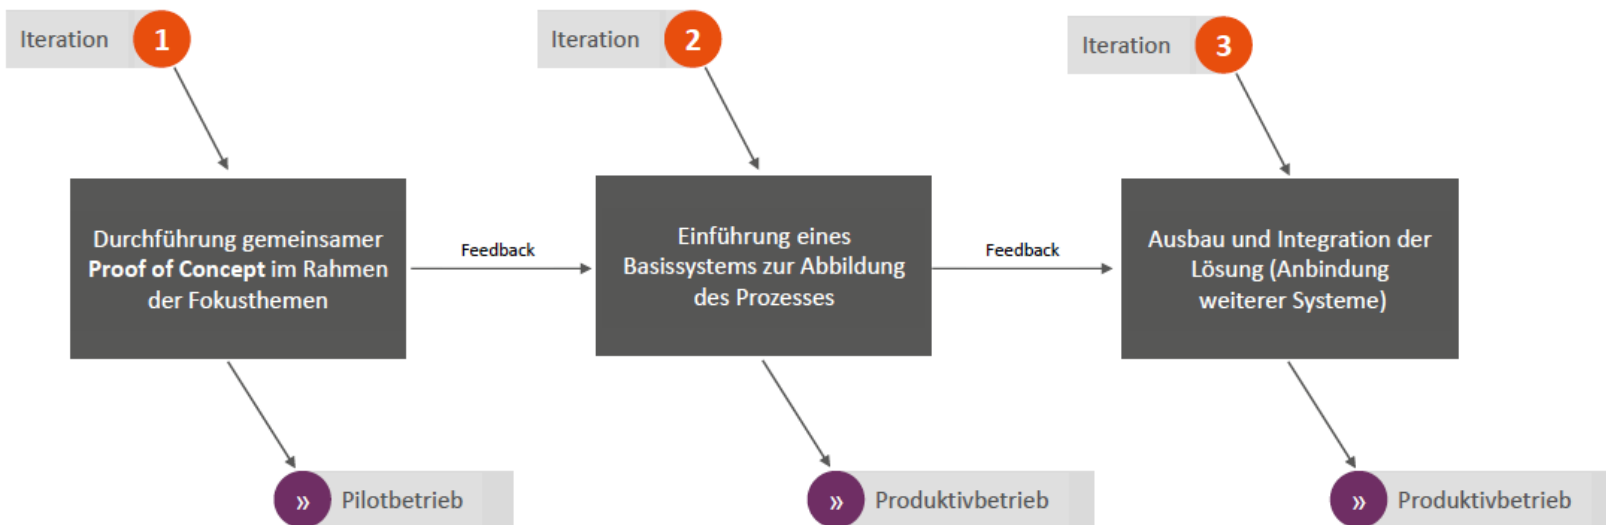 Iteration 1
Iteration 2
Iteration 3
Durchführung gemeinsamer
Proof of Concept im Rahmen
der Fokusthemen
Feedback
Einführung eines
Basissystems zur Abbildung
des Prozesses
Feedback
Ausbau und Integration der
Lösung (Anbindung
weiterer Systeme)
» Pilotbetrieb
» Produktivbetrieb
» Produktivbetrieb